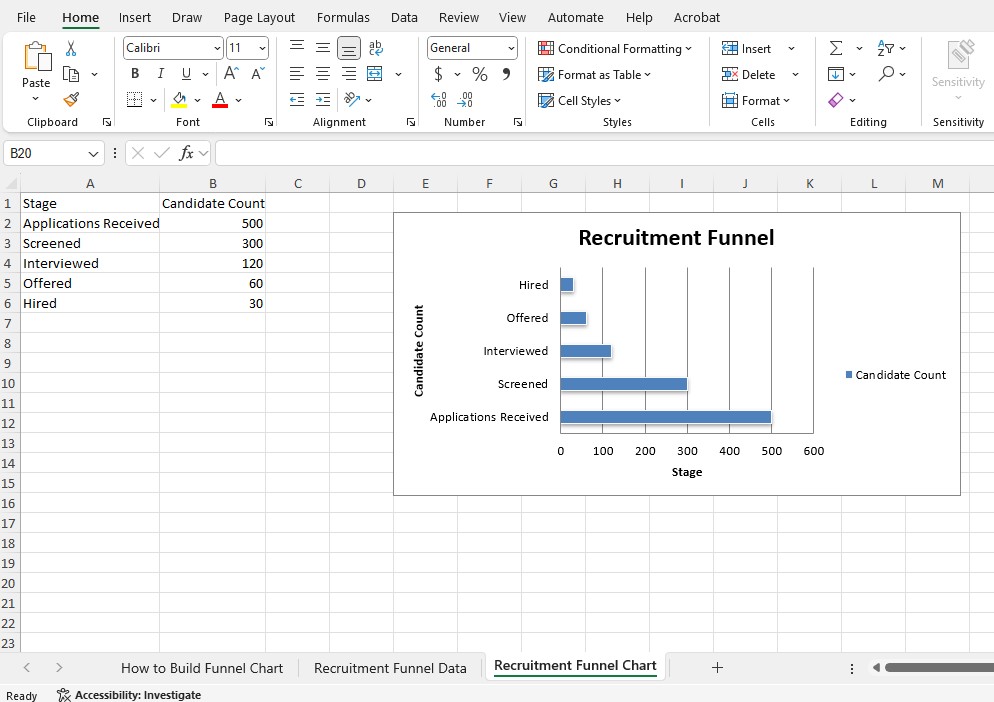 File Home Insert Draw Page Layout Formulas Data Review View Automate Help Acrobat
Calibri 11 General Conditional Formatting Insert
Paste B I U A A $ % Format as Table Delete Sensitivity
A Cell Styles Format
Clipboard Font Alignment Number Styles Cells Editing Sensitivity
B20 fx
A B C D E F G H I J K L M
1 Stage Candidate Count
2 Applications Received 500
3 Screened 300
4 Interviewed 120
5 Offered 60
6 Hired 30
7
8
9
10
11
12
13
14
15
16
17
18
19
20
21
22
23
Recruitment Funnel
Candidate Count
Hired
Offered
Interviewed
Screened
Applications Received
0 100 200 300 400 500 600
Stage
Candidate Count
How to Build Funnel Chart Recruitment Funnel Data Recruitment Funnel Chart
Ready Accessibility: Investigate